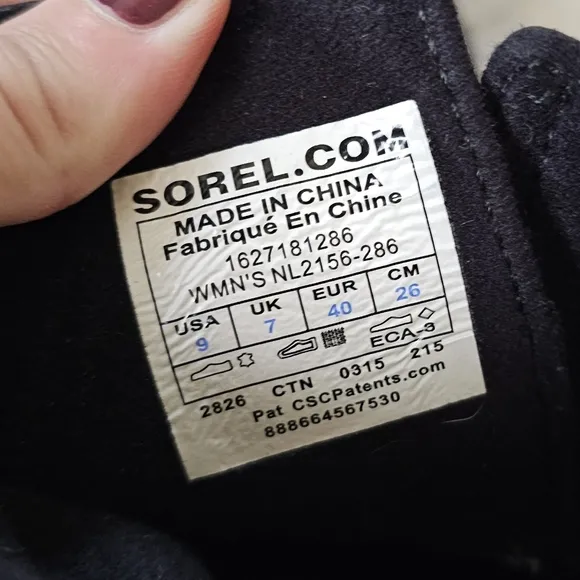 SOREL.COM
MADE IN CHINA
Fabriqué En Chine
1627181286
WMN'S NL2156-286
USA UK EUR CM
9 7 40 26
ECA-3
2826 CTN 0315 215
Pat CSCPatents.com
888664567530